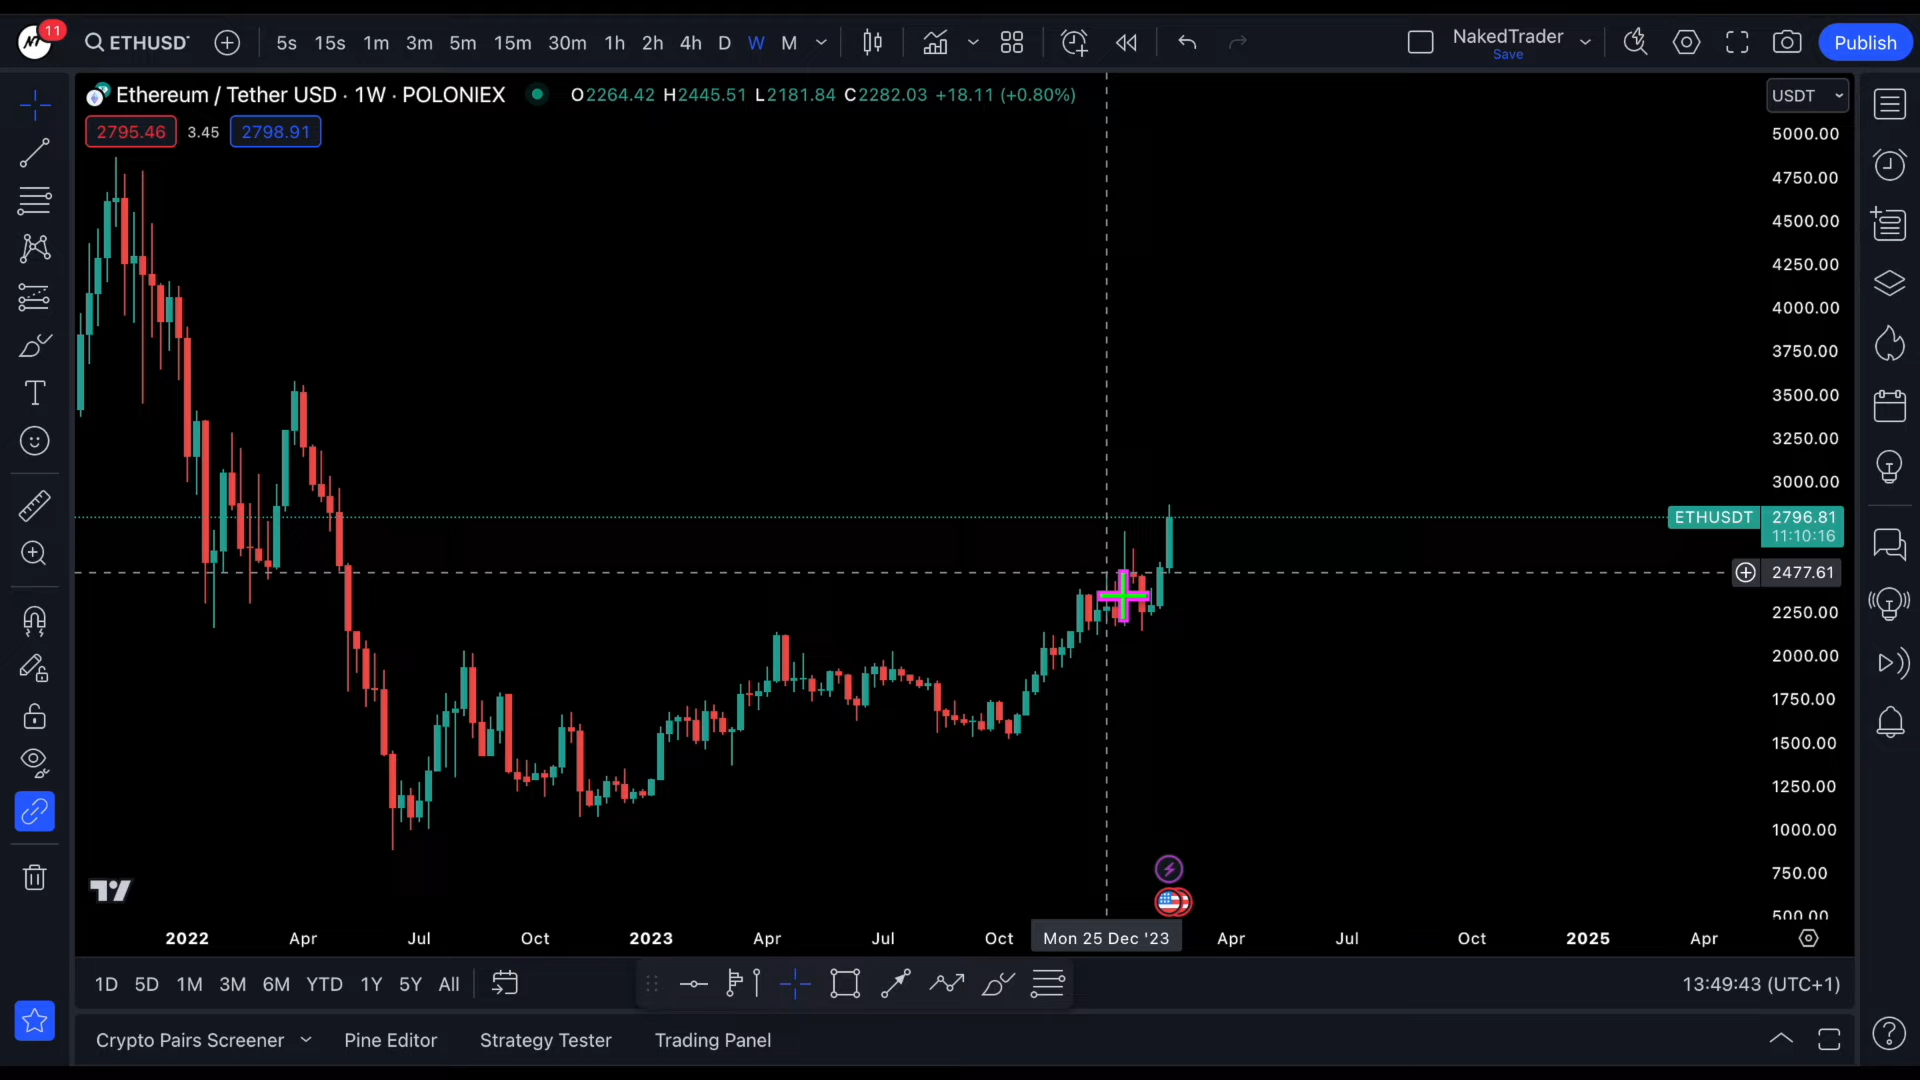 11
ETHUSDT
5s 15s 1m 3m 5m 15m 30m 1h 2h 4h D W M
NakedTrader
Save
Publish
Ethereum / Tether USD · 1W · POLONIEX
O2264.42 H2445.51 L2181.84 C2282.03 +18.11 (+0.80%)
USDT
2795.46 3.45 2798.91
5000.00
4750.00
4500.00
4250.00
4000.00
3750.00
3500.00
3250.00
3000.00
ETHUSDT 2796.81
11:10:16
2477.61
2250.00
2000.00
1750.00
1500.00
1250.00
1000.00
750.00
500.00
2022 Apr Jul Oct 2023 Apr Jul Oct Mon 25 Dec '23 Apr Jul Oct 2025 Apr
1D 5D 1M 3M 6M YTD 1Y 5Y All
13:49:43 (UTC+1)
Crypto Pairs Screener Pine Editor Strategy Tester Trading Panel